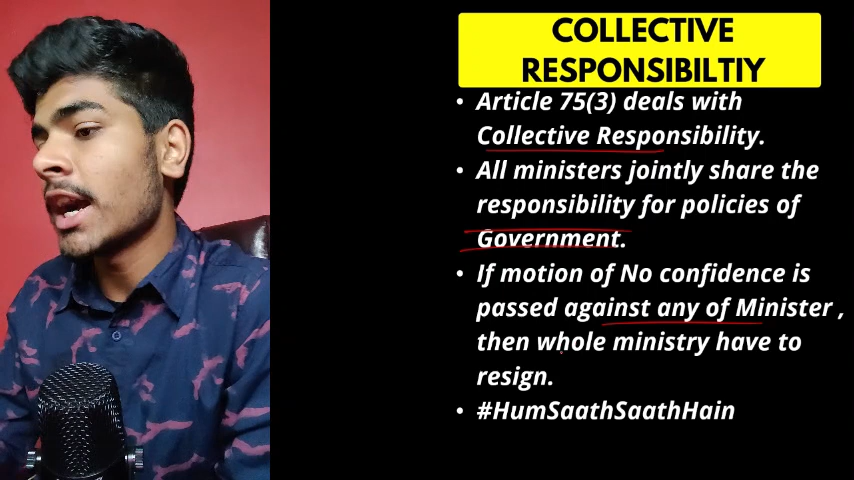 COLLECTIVE
RESPONSIBILTIY
• Article 75(3) deals with
Collective Responsibility.
• All ministers jointly share the
responsibility for policies of
Government.
• If motion of No confidence is
passed against any of Minister ,
then whole ministry have to
resign.
• #HumSaathSaathHain